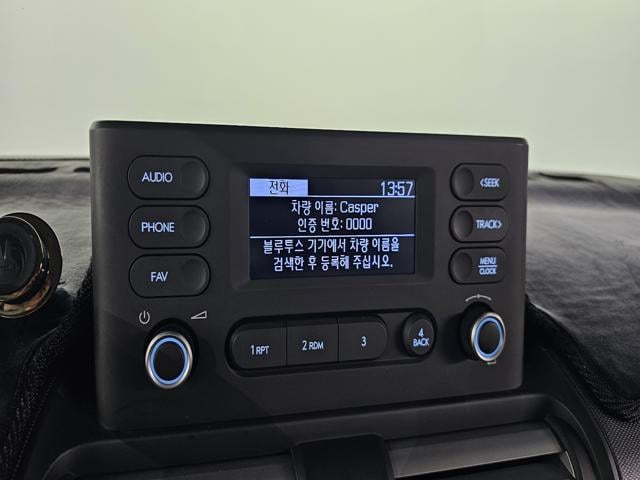 AUDIO
PHONE
FAV
전화 13:57
차량 이름: Casper
인증 번호: 0000
블루투스 기기에서 차량 이름을
검색한 후 등록해 주십시오.
<SEEK
TRACK>
MENU
CLOCK
1 RPT
2 RDM
3
4
BACK